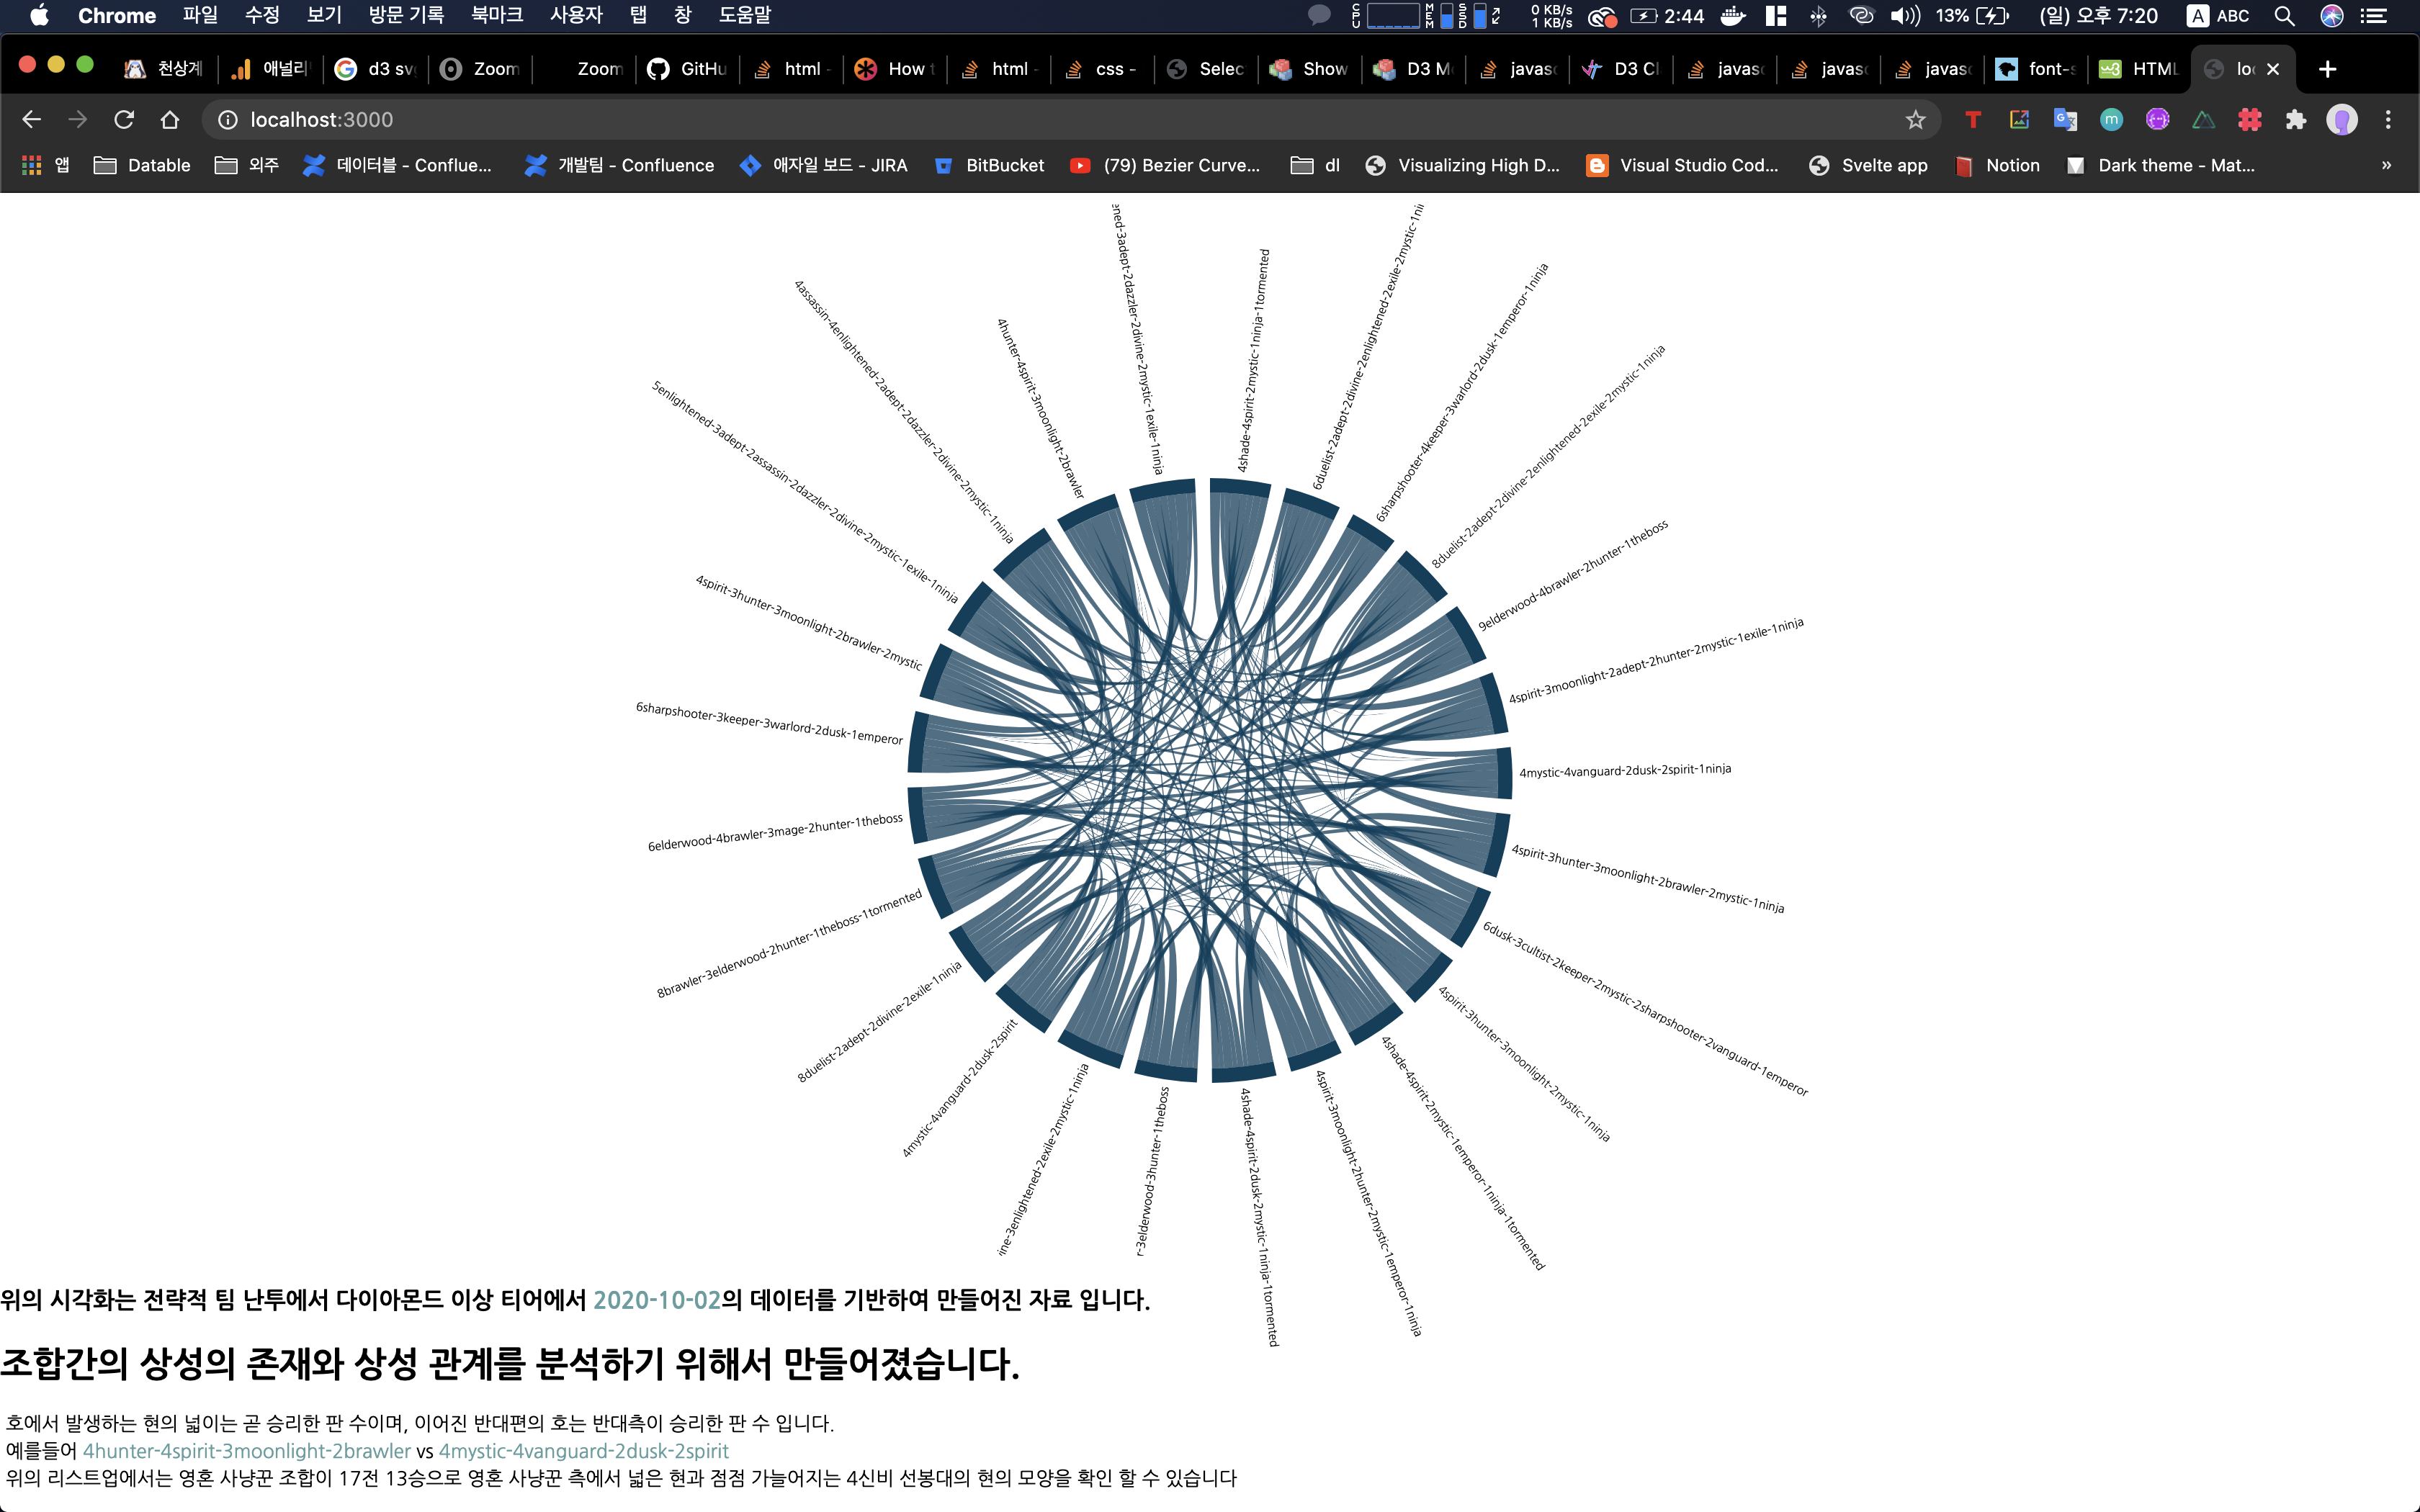 Chrome 파일 수정 보기 방문 기록 북마크 사용자 탭 창 도움말
CPU MEM SSD 0 KB/s 1 KB/s 2:44 13% (일) 오후 7:20 A ABC
천상계 애널리 d3 sv Zoom Zoom GitHu html - How t html - css - Selec Show D3 M javasc D3 C javasc javasc javasc font-s HTML loc
localhost:3000
앱 Datable 외주 데이터블 - Conflue... 개발팀 - Confluence 애자일 보드 - JIRA BitBucket (79) Bezier Curve... dl Visualizing High D... Visual Studio Cod... Svelte app Notion Dark theme - Mat... »
4shade-4spirit-2mystic-1ninja-1tormented
6duelist-2adept-2divine-2enlightened-2exile-2mystic-1nin
6sharpshooter-4keeper-3warlord-2dusk-1emperor-1ninja
8duelist-2adept-2divine-2enlightened-2exile-2mystic-1ninja
9elderwood-4brawler-2hunter-1theboss
4spirit-3moonlight-2adept-2hunter-2mystic-1exile-1ninja
4mystic-4vanguard-2dusk-2spirit-1ninja
4spirit-3hunter-3moonlight-2brawler-2mystic-1ninja
6dusk-3cultist-2keeper-2mystic-2sharpshooter-2vanguard-1emperor
4spirit-3hunter-3moonlight-2mystic-1ninja
4shade-4spirit-2mystic-1emperor-1ninja-1tormented
4spirit-3moonlight-2hunter-2mystic-1emperor-1ninja
4shade-4spirit-2dusk-2mystic-1ninja-1tormented
r-3elderwood-3hunter-1theboss
ine-3enlightened-2exile-2mystic-1ninja
4mystic-4vanguard-2dusk-2spirit
8duelist-2adept-2divine-2exile-1ninja
8brawler-3elderwood-2hunter-1theboss-1tormented
6elderwood-4brawler-3mage-2hunter-1theboss
6sharpshooter-3keeper-3warlord-2dusk-1emperor
4spirit-3hunter-3moonlight-2brawler-2mystic
5enlightened-3adept-2assassin-2dazzler-2divine-2mystic-1exile-1ninja
4assassin-4enlightened-2adept-2dazzler-2divine-2mystic-1ninja
4hunter-4spirit-3moonlight-2brawler
ened-3adept-2dazzler-2divine-2mystic-1exile-1ninja
위의 시각화는 전략적 팀 난투에서 다이아몬드 이상 티어에서 2020-10-02의 데이터를 기반하여 만들어진 자료 입니다.
조합간의 상성의 존재와 상성 관계를 분석하기 위해서 만들어졌습니다.
호에서 발생하는 현의 넓이는 곧 승리한 판 수이며, 이어진 반대편의 호는 반대측이 승리한 판 수 입니다.
예를들어 4hunter-4spirit-3moonlight-2brawler vs 4mystic-4vanguard-2dusk-2spirit
위의 리스트업에서는 영혼 사냥꾼 조합이 17전 13승으로 영혼 사냥꾼 측에서 넓은 현과 점점 가늘어지는 4신비 선봉대의 현의 모양을 확인 할 수 있습니다